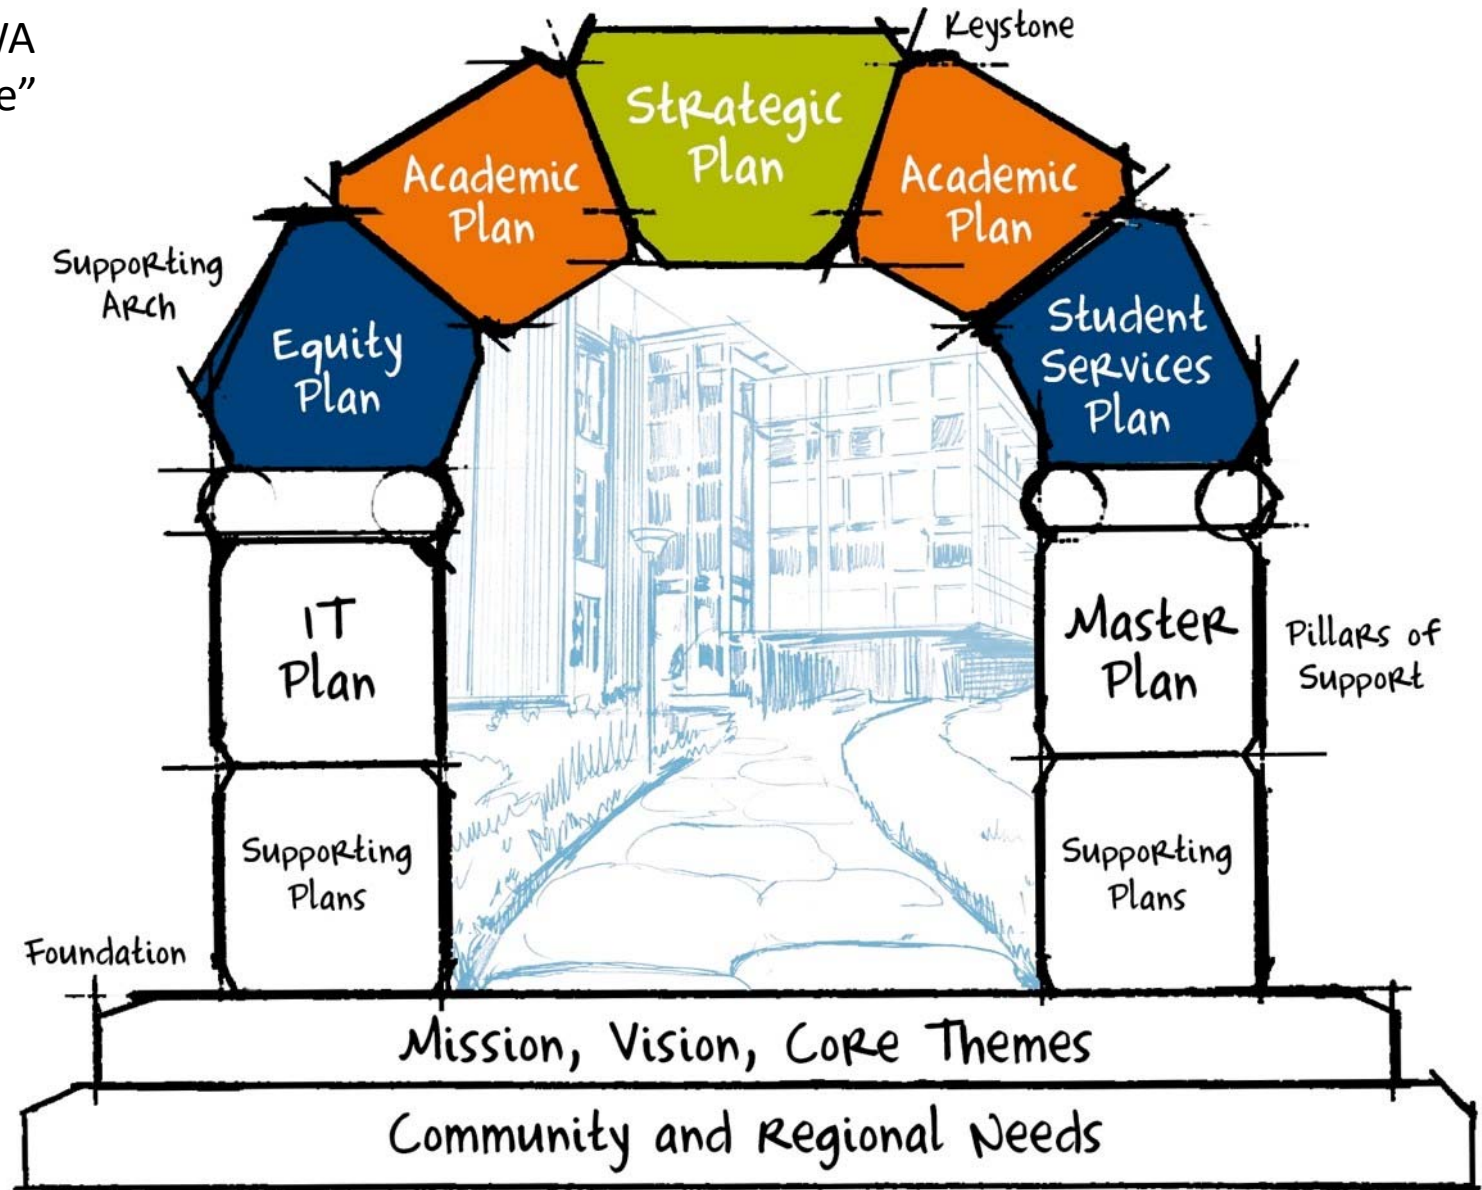 VA
e”
Keystone
Strategic
Plan
Academic
Plan
Academic
Plan
Supporting
Arch
Equity
Plan
Student
Services
Plan
IT
Plan
Master
Plan
Pillars of
Support
Supporting
Plans
Supporting
Plans
Foundation
Mission, Vision, Core Themes
Community and Regional Needs